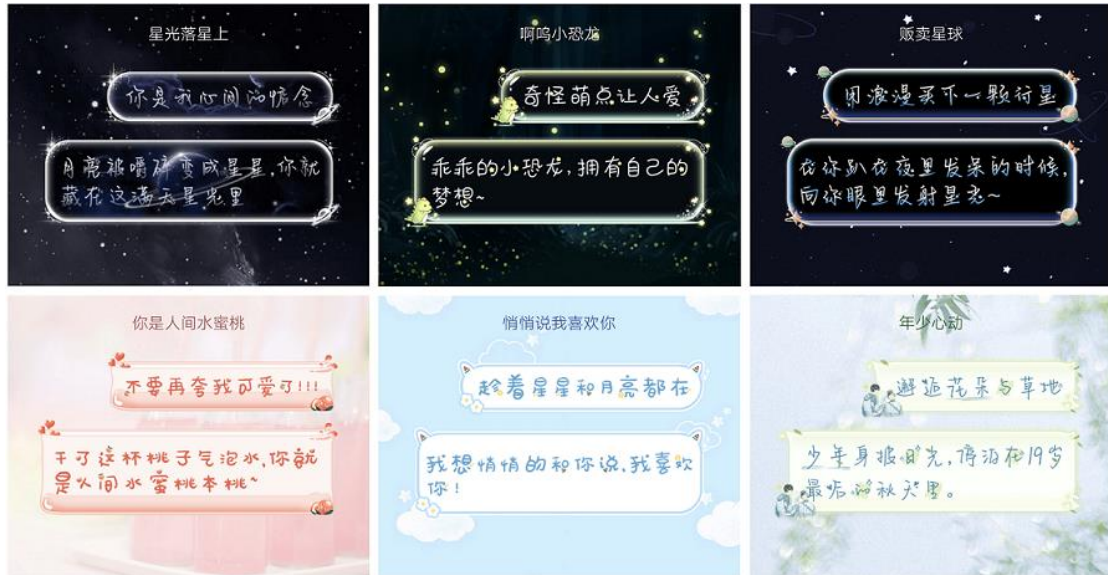 星光落星上
你是我心间的惦念
月亮被嚼碎变成星星,你就
藏在这满天星光里
啊呜小恐龙
奇怪萌点让人爱
乖乖的小恐龙,拥有自己的
梦想~
贩卖星球
用浪漫买下一颗行星
在你趴在夜里发呆的时候,
向你眼里发射星光~
你是人间水蜜桃
不要再夸我可爱了!!!
干了这杯桃子气泡水,你就
是人间水蜜桃本桃~
悄悄说我喜欢你
趁着星星和月亮都在
我想悄悄的和你说,我喜欢
你!
年少心动
邂逅花朵与草地
少年身披日光,停泊在19岁
最后的秋天里。